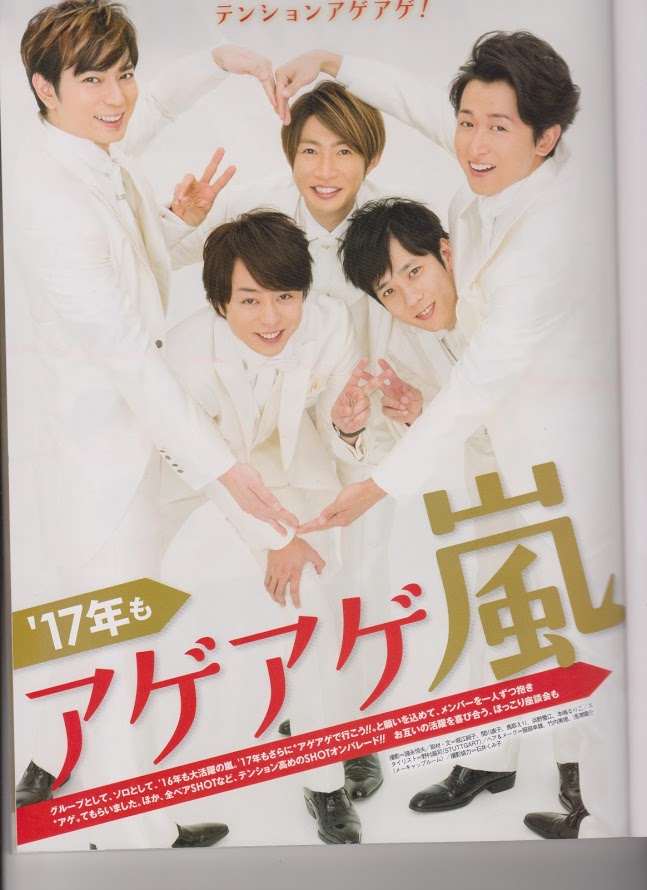 テンションアゲアゲ!
'17年も
アゲアゲ嵐
グループとして、ソロとして、'16年も大活躍の嵐。'17年もさらに"アゲアゲで行こう!!"と願いを込めて、メンバーを一人ずつ抱き
"アゲ"てもらいました。ほか、全ペアSHOTなど、テンション高めのSHOTオンパレード!! お互いの活躍を喜び合う、ほっこり座談会も